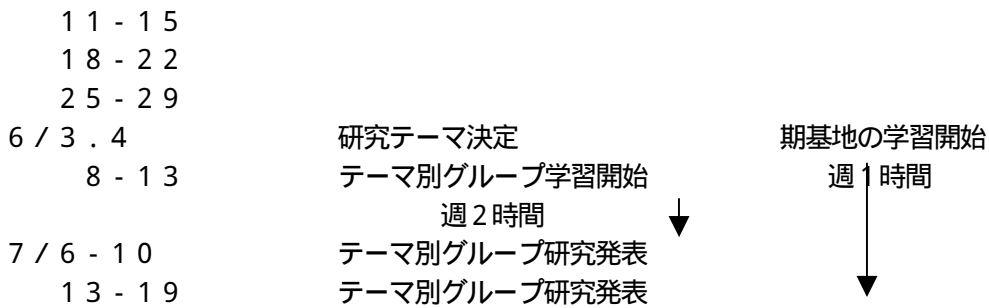 11-15
18-22
25-29
6/3.4 研究テーマ決定 期基地の学習開始
8-13 テーマ別グループ学習開始 週1時間
週2時間
7/6-10 テーマ別グループ研究発表
13-19 テーマ別グループ研究発表